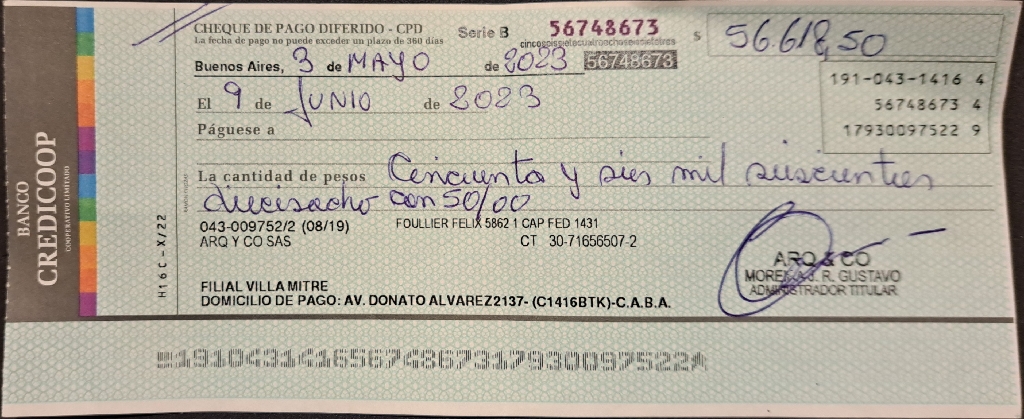 BANCO
CREDICOOP
COOPERATIVO LIMITADO
CHEQUE DE PAGO DIFERIDO - CPD
La fecha de pago no puede exceder un plazo de 360 días
Serie B 56748673
cincoseissietecuatroochoseissietetres
56748673
$ 56.618,50
Buenos Aires, 3 de MAYO de 2023
191-043-1416 4
56748673 4
17930097522 9
El 9 de JUNIO de 2023
Páguese a
La cantidad de pesos Cincuenta y sies mil seiscientos
diecisocho con 50/00
043-009752/2 (08/19) FOULLIER FELIX 5862 1 CAP FED 1431
ARQ Y CO SAS CT 30-71656507-2
H16C-X/22
ARQ & CO
MORENA J. R. GUSTAVO
ADMINISTRADOR TITULAR
FILIAL VILLA MITRE
DOMICILIO DE PAGO: AV. DONATO ALVAREZ2137- (C1416BTK)-C.A.B.A.
19104314165674867317930097522